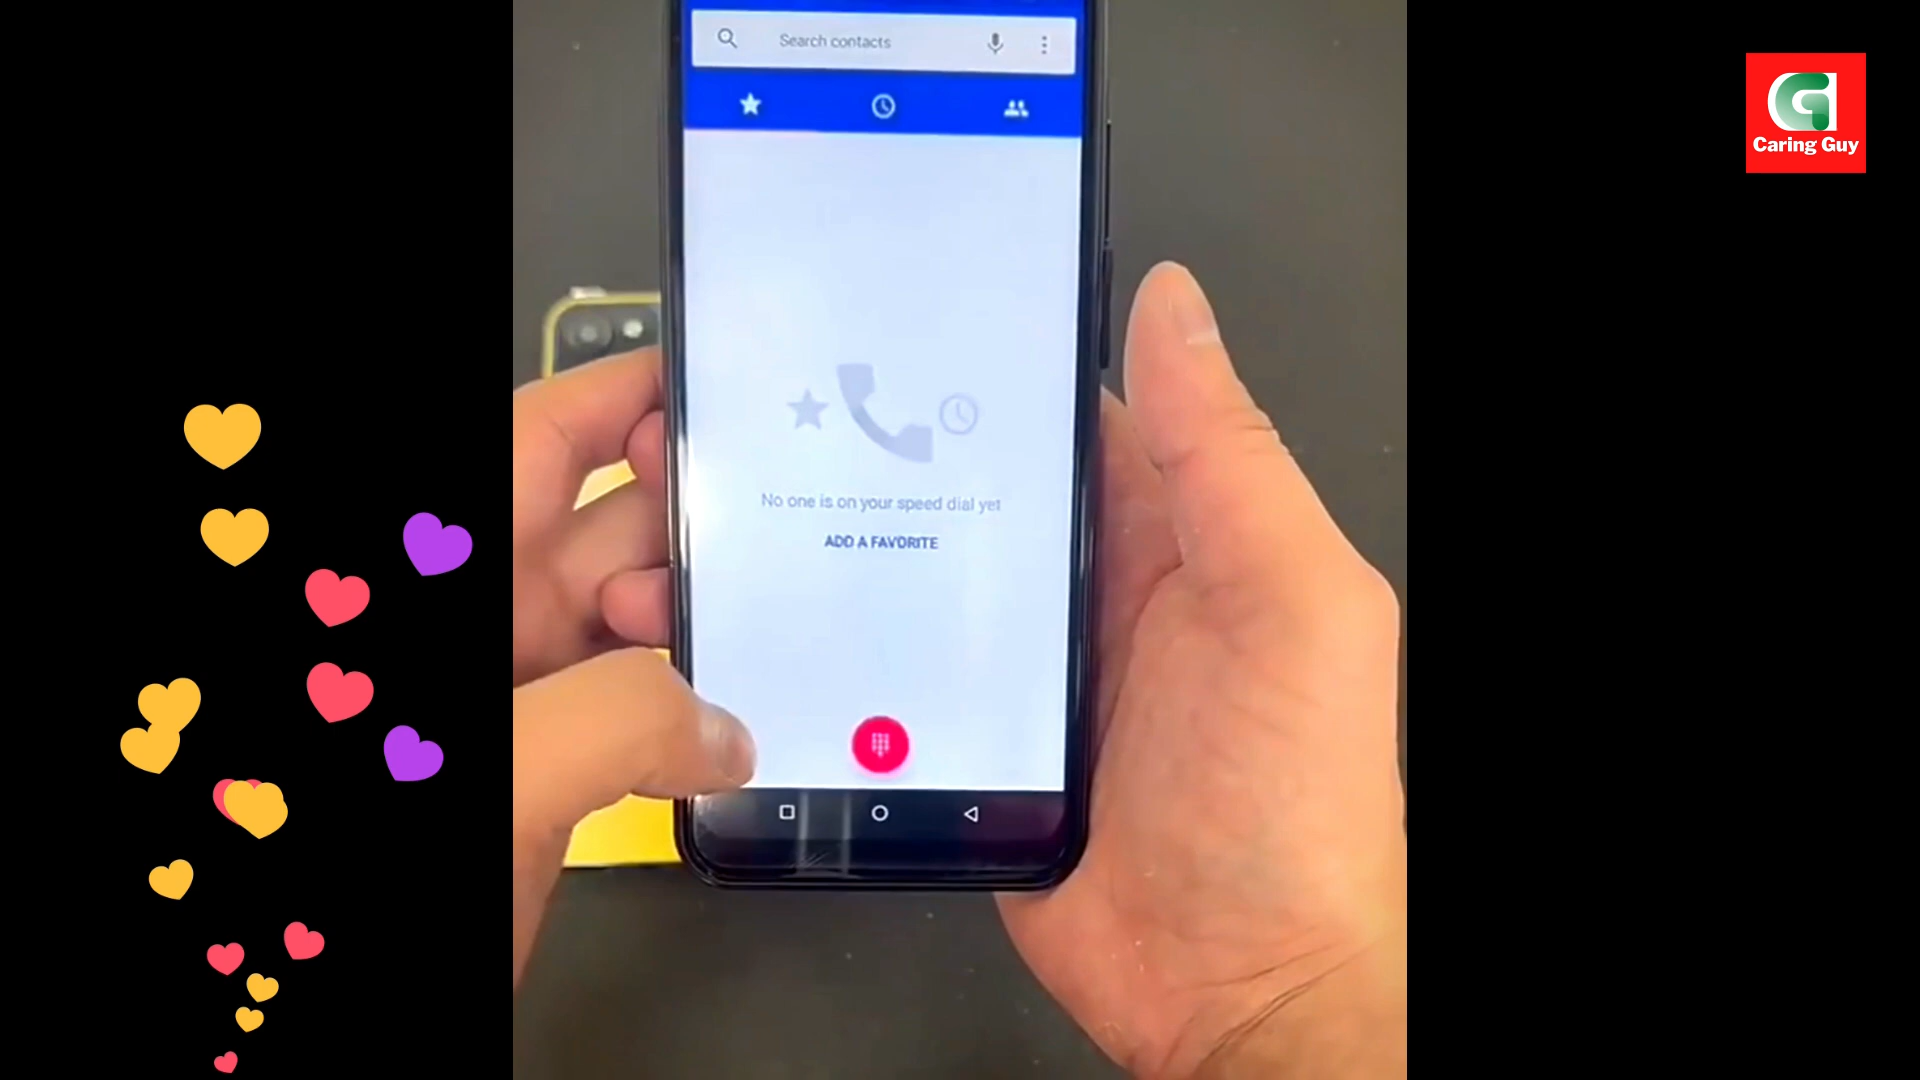 Search contacts
No one is on your speed dial yet
ADD A FAVORITE
Caring Guy